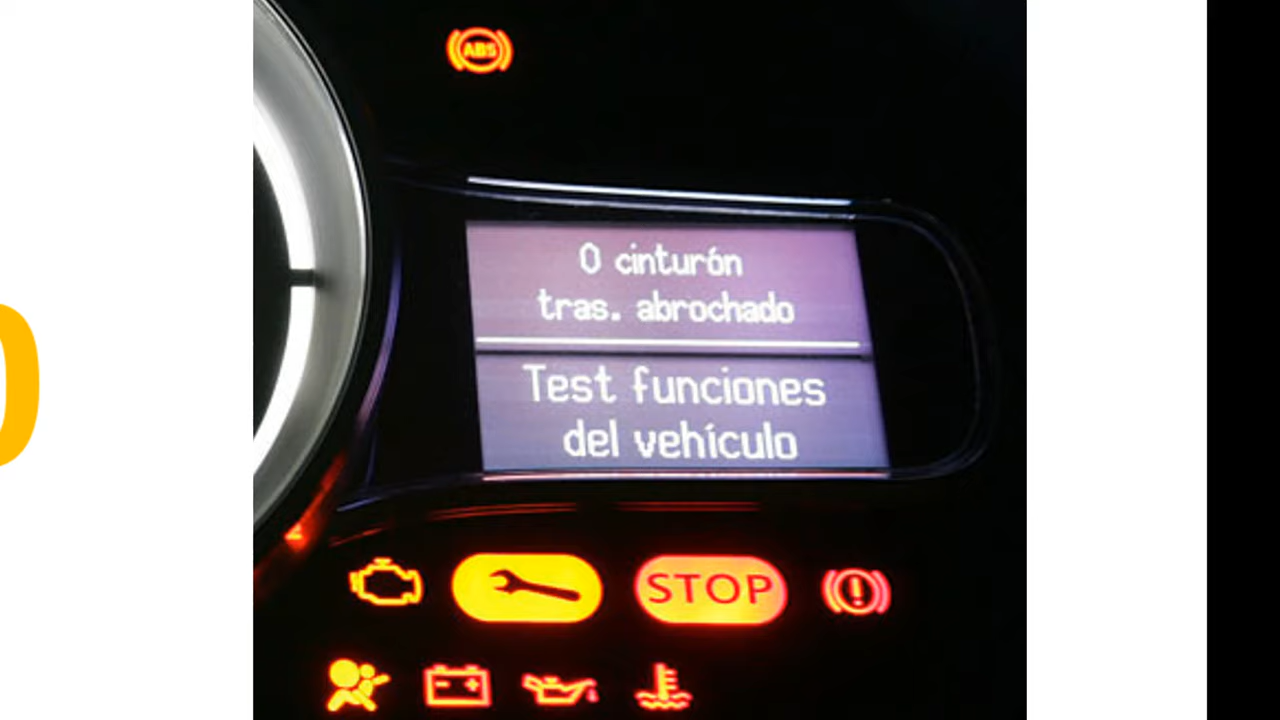 ABS
0 cinturón
tras. abrochado
Test funciones
del vehículo
STOP